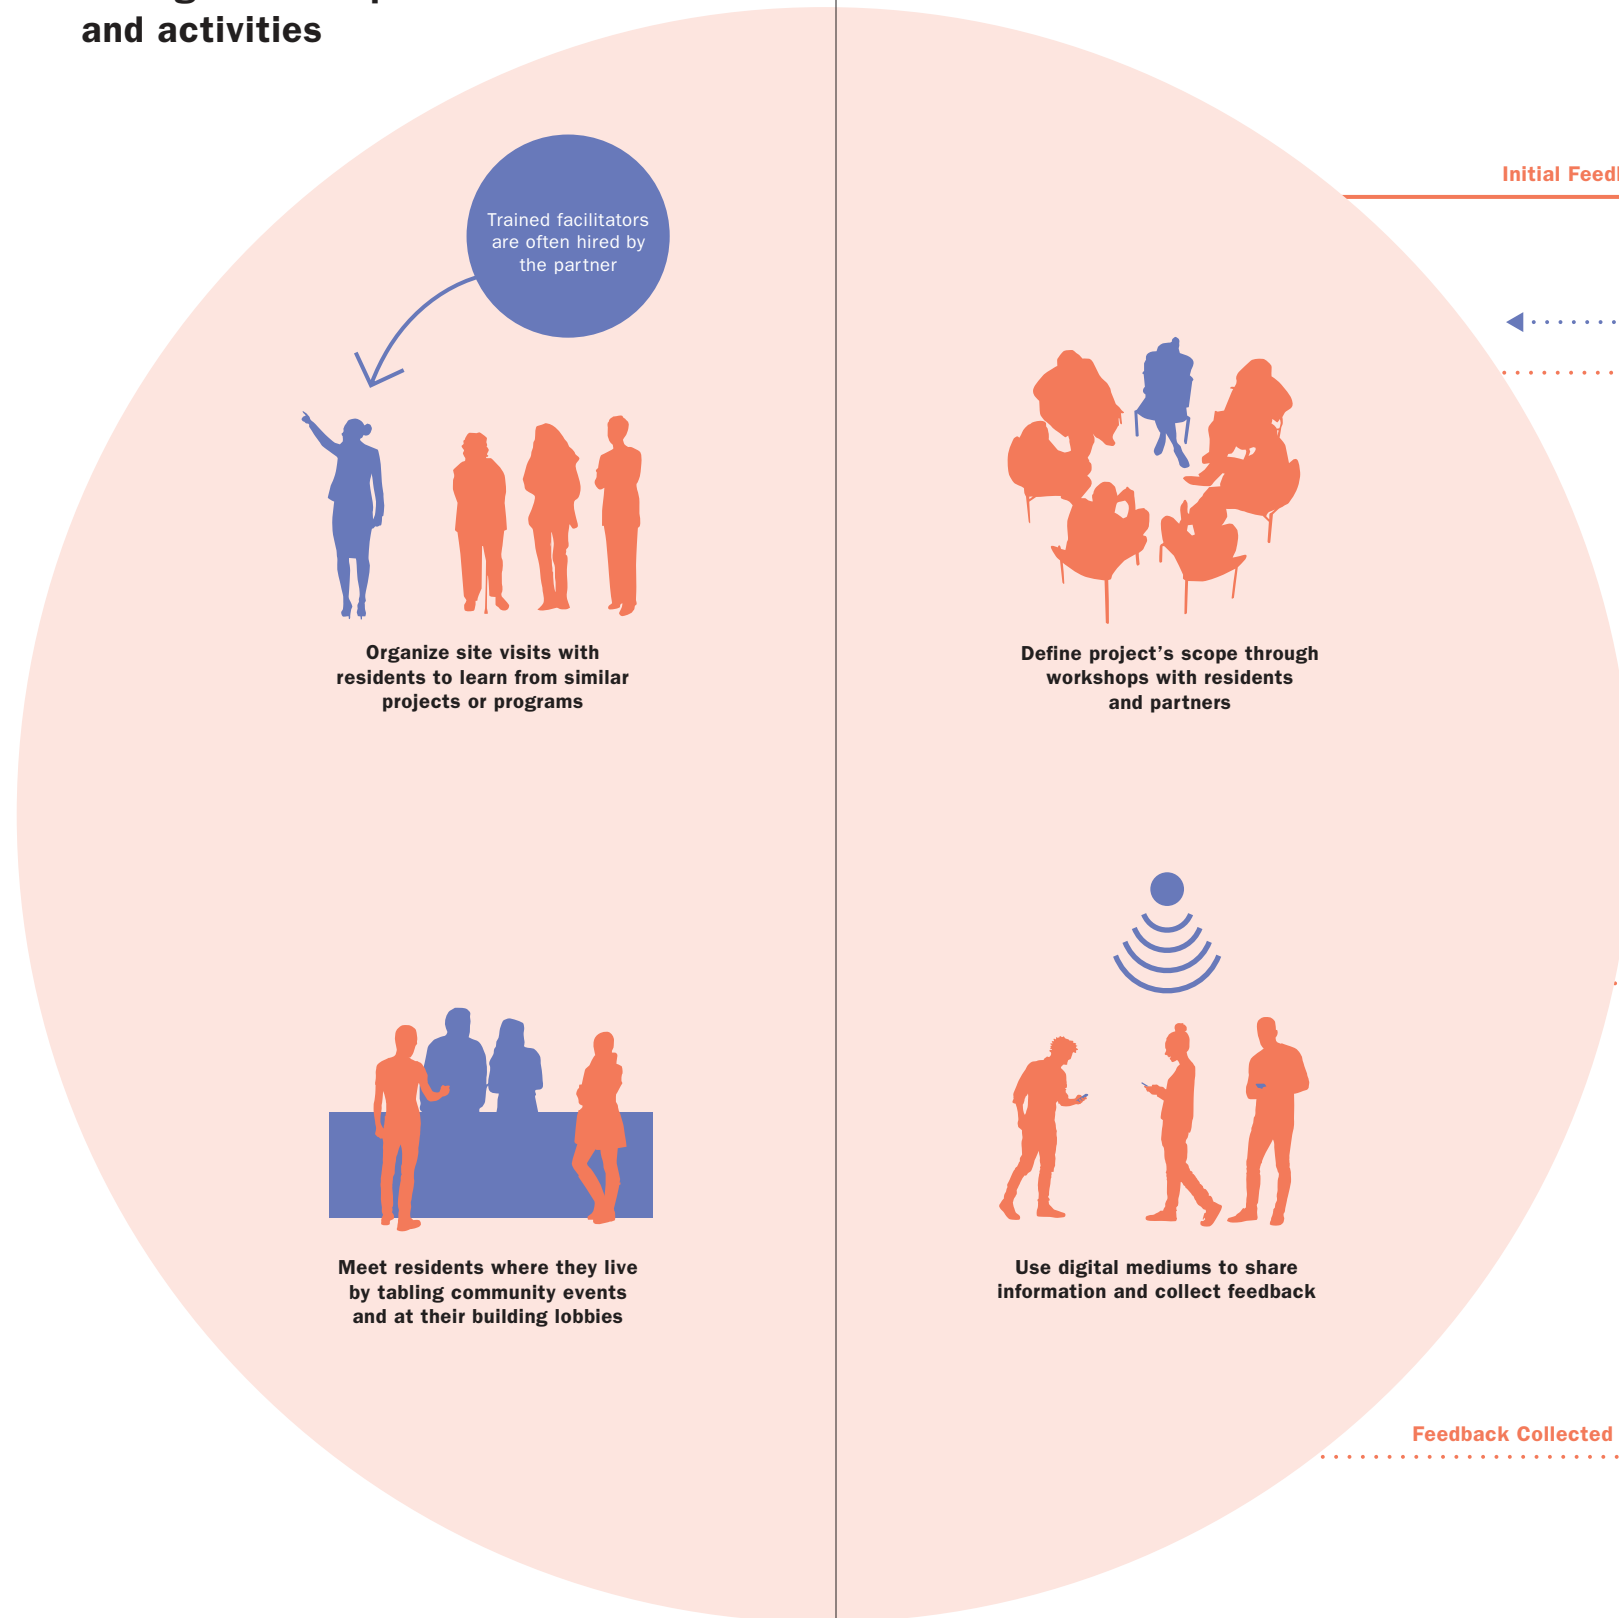 and activities
Initial
Trained facilitators
are often hired by
the partner
Organize site visits with
residents to learn from similar
projects or programs
Define project’s scope through
workshops with residents
and partners
Meet residents where they live
by tabling community events
and at their building lobbies
Use digital mediums to share
information and collect feedback
Feedback Collected